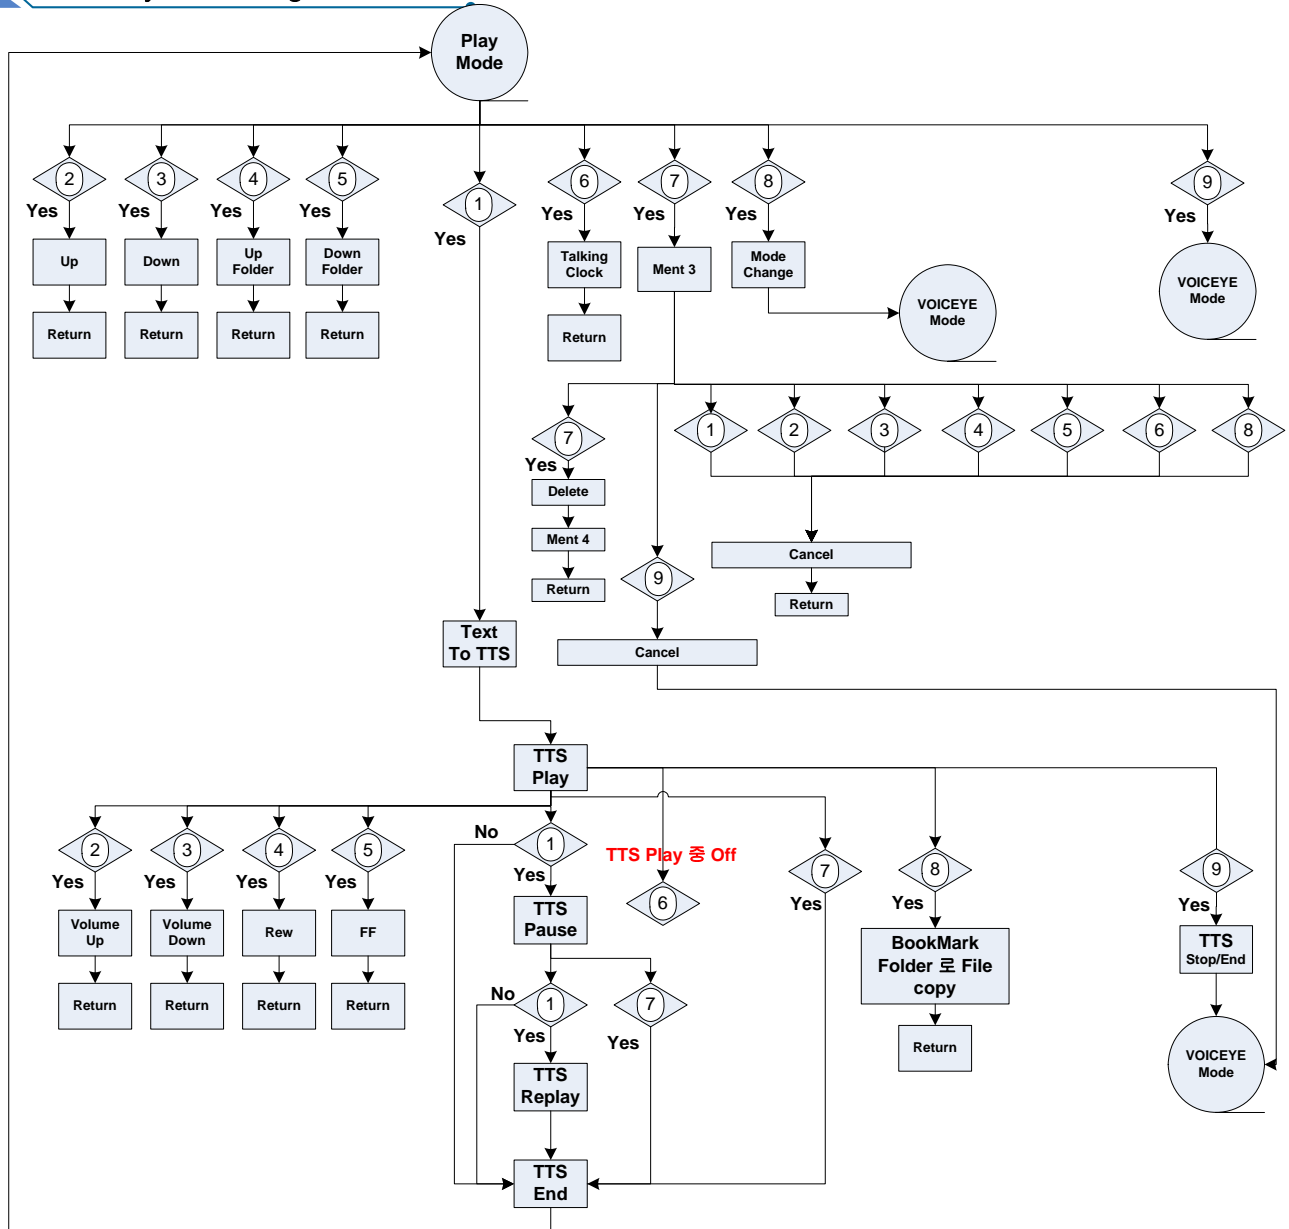 Play
Mode
2
3
4
5
1
6
7
8
9
Yes
Yes
Yes
Yes
Yes
Yes
Yes
Yes
Yes
Up
Down
Up
Folder
Down
Folder
Talking
Clock
Ment 3
Mode
Change
VOICEYE
Mode
VOICEYE
Mode
Return
Return
Return
Return
Return
7
1
2
3
4
5
6
8
Yes
Delete
Ment 4
Return
9
Cancel
Return
Cancel
Text
To TTS
TTS
Play
2
3
4
5
No
1
TTS Play 중 Off
6
7
8
9
Yes
Yes
Yes
Yes
Yes
Yes
Yes
Yes
Volume
Up
Volume
Down
Rew
FF
TTS
Pause
BookMark
Folder 로 File
copy
TTS
Stop/End
Return
Return
Return
Return
No
1
7
Yes
Yes
Return
VOICEYE
Mode
TTS
Replay
TTS
End